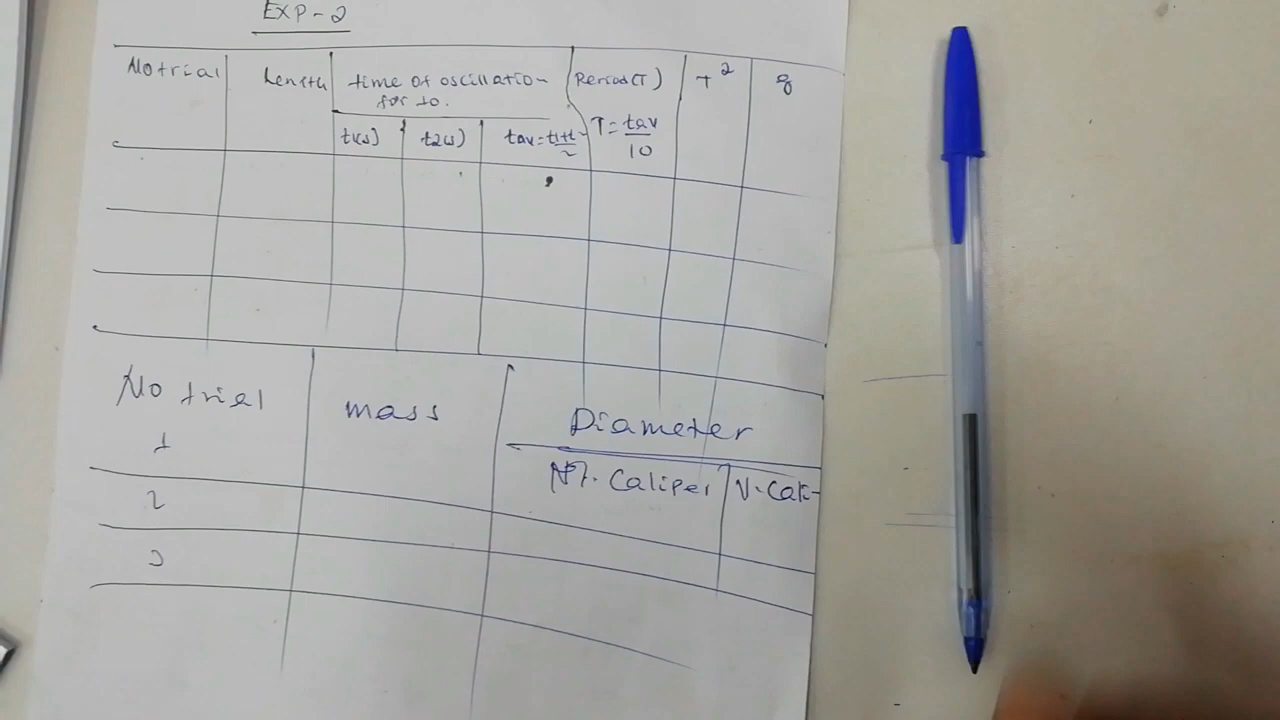 EXP-2
No trial Length time of oscillation Period(T) T² g
for 10.
t1(s) t2(s) tav = t1+t2/2 T = tav/10
No trial mass Diameter
1
M. Caliper V. Cali-
2
3